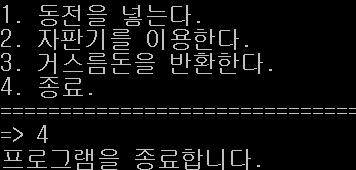 1. 동전을 넣는다.
2. 자판기를 이용한다.
3. 거스름돈을 반환한다.
4. 종료.
==============================
=> 4
프로그램을 종료합니다.